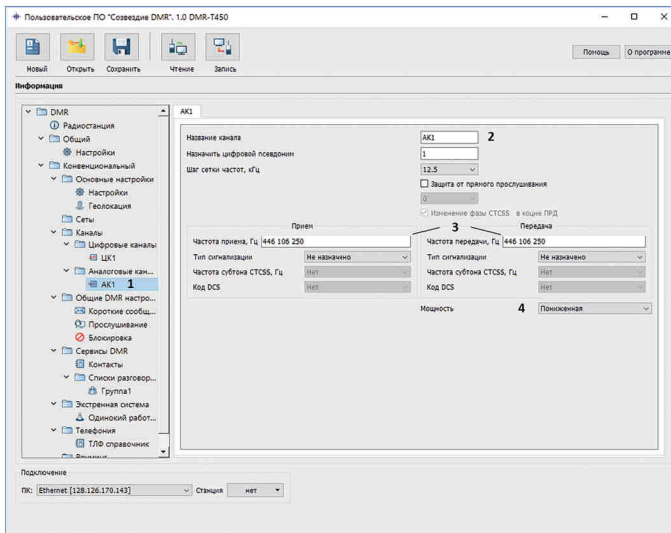 Пользовательское ПО "Созвездие DMR". 1.0 DMR-T450
Новый
Открыть
Сохранить
Чтение
Запись
Помощь
О программе
Информация
DMR
Радиостанция
Общий
Настройки
Конвенциональный
Основные настройки
Настройки
Геолокация
Сеты
Каналы
Цифровые каналы
ЦК1
Аналоговые кан...
АК1 1
Общие DMR настро...
Короткие сообщ...
Прослушивание
Блокировка
Сервисы DMR
Контакты
Списки разговор...
Группа1
Экстренная система
Одинокий работ...
Телефония
ТЛФ справочник
Роуминг
АК1
Название канала АК1 2
Назначить цифровой псевдоним 1
Шаг сетки частот, кГц 12.5
Защита от прямого прослушивания
0
Изменение фазы CTCSS в конце ПРД
Прием 3 Передача
Частота приема, Гц 446 106 250 Частота передачи, Гц 446 106 250
Тип сигнализации Не назначено Тип сигнализации Не назначено
Частота субтона CTCSS, Гц Нет Частота субтона CTCSS, Гц Нет
Код DCS Нет Код DCS Нет
Мощность 4 Пониженная
Подключение
ПК: Ethernet [128.126.170.143] Станция нет